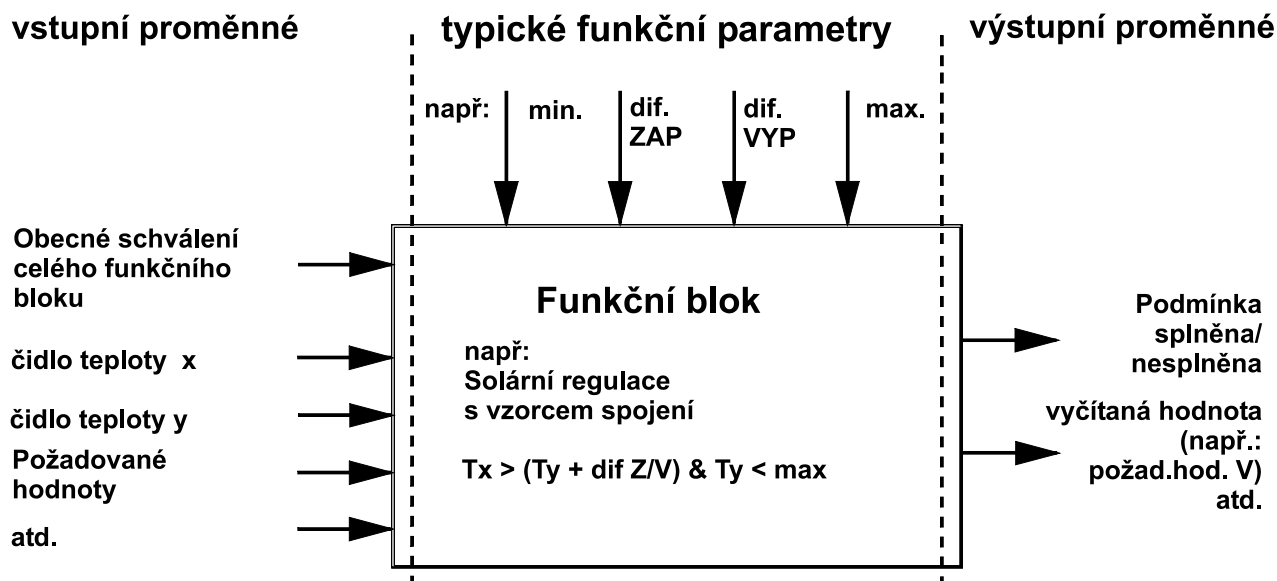 vstupní proměnné
typické funkční parametry
výstupní proměnné
např:
min.
dif.
ZAP
dif.
VYP
max.
Obecné schválení
celého funkčního
bloku
čidlo teploty x
čidlo teploty y
Požadované
hodnoty
atd.
Funkční blok
např:
Solární regulace
s vzorcem spojení
Tx > (Ty + dif Z/V) & Ty < max
Podmínka
splněna/
nesplněna
vyčítaná hodnota
(např.:
požad.hod. V)
atd.